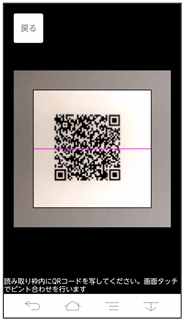 戻る
読み取り枠内にQRコードを写してください。画面タッチ
でピント合わせを行います